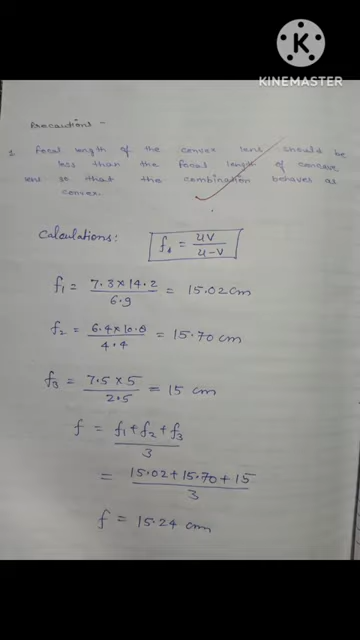 KINEMASTER
Precautions -
1 Focal length of the convex lens should be
less than the focal length of concave
lens so that the combination behaves as
convex.
Calculations: f₁ = uv/u-v
f₁ = 7.3×14.2/6.9 = 15.02 cm
f₂ = 6.4×10.8/4.4 = 15.70 cm
f₃ = 7.5×5/2.5 = 15 cm
f = f₁+f₂+f₃/3
= 15.02+15.70+15/3
f = 15.24 cm